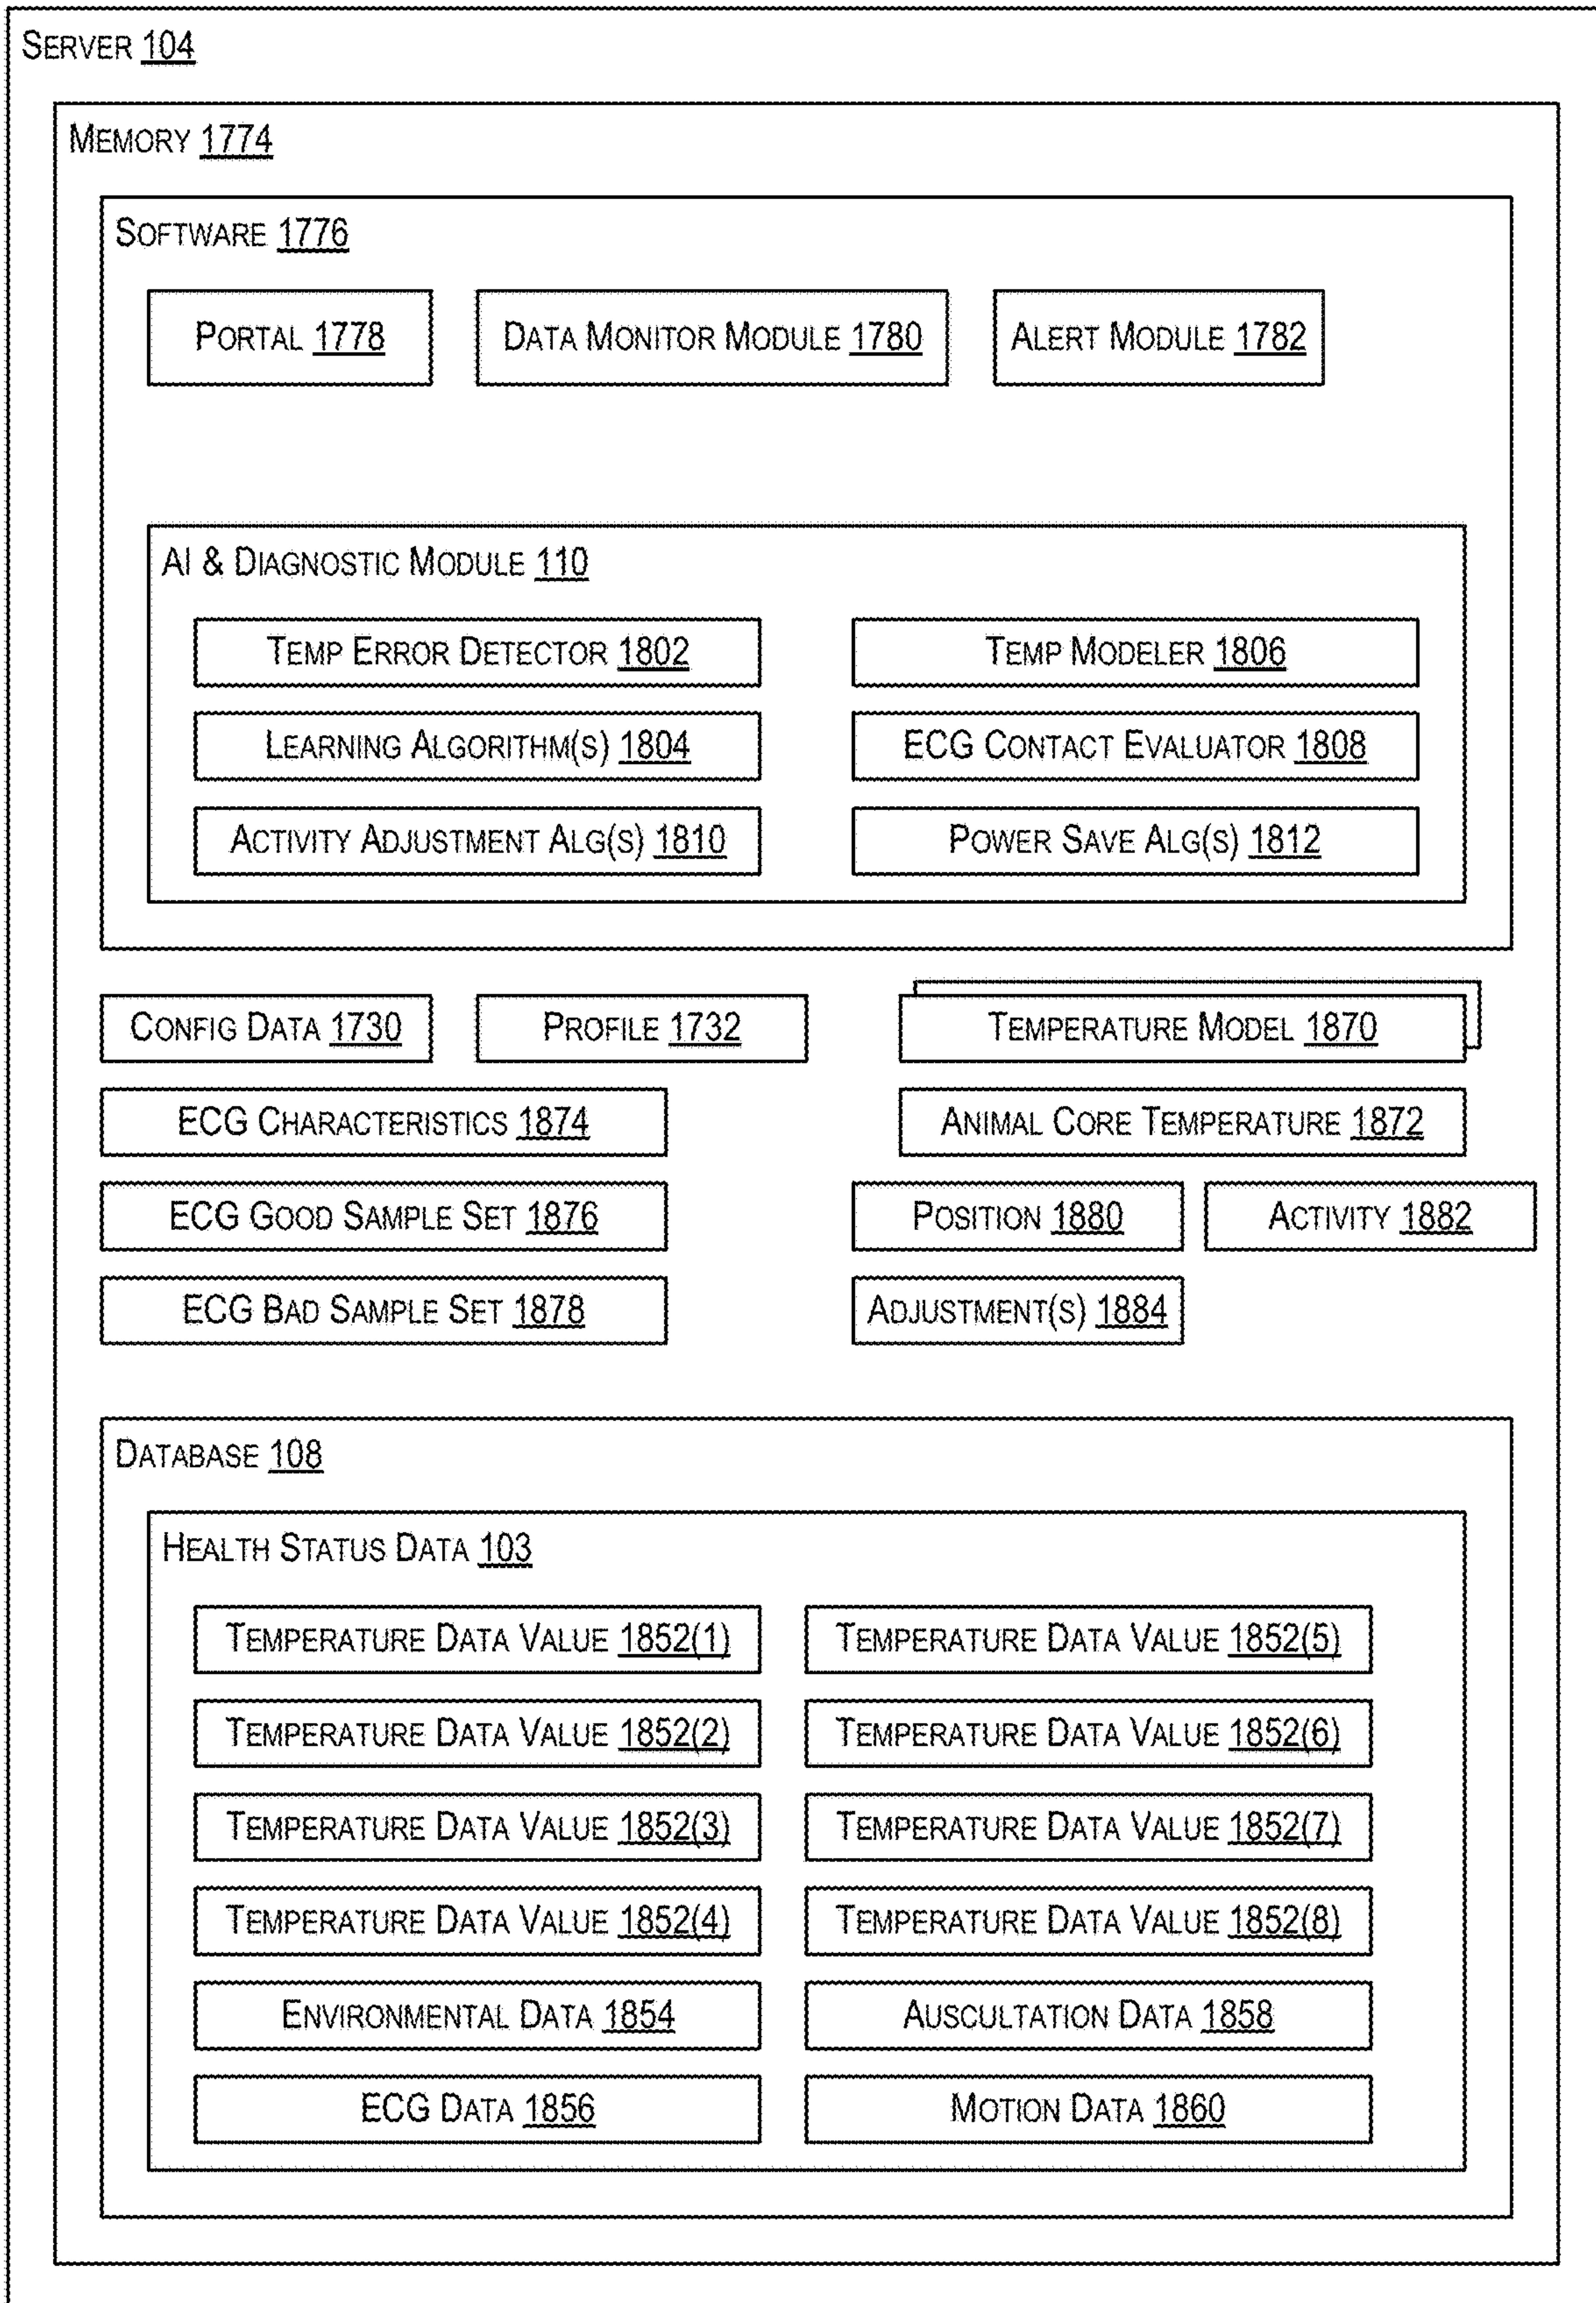 SERVER 104
MEMORY 1774
SOFTWARE 1776
PORTAL 1778
DATA MONITOR MODULE 1780
ALERT MODULE 1782
AI & DIAGNOSTIC MODULE 110
TEMP ERROR DETECTOR 1802
TEMP MODELER 1806
LEARNING ALGORITHM(S) 1804
ECG CONTACT EVALUATOR 1808
ACTIVITY ADJUSTMENT ALG(S) 1810
POWER SAVE ALG(S) 1812
CONFIG DATA 1730
PROFILE 1732
TEMPERATURE MODEL 1870
ECG CHARACTERISTICS 1874
ANIMAL CORE TEMPERATURE 1872
ECG GOOD SAMPLE SET 1876
POSITION 1880
ACTIVITY 1882
ECG BAD SAMPLE SET 1878
ADJUSTMENT(S) 1884
DATABASE 108
HEALTH STATUS DATA 103
TEMPERATURE DATA VALUE 1852(1)
TEMPERATURE DATA VALUE 1852(5)
TEMPERATURE DATA VALUE 1852(2)
TEMPERATURE DATA VALUE 1852(6)
TEMPERATURE DATA VALUE 1852(3)
TEMPERATURE DATA VALUE 1852(7)
TEMPERATURE DATA VALUE 1852(4)
TEMPERATURE DATA VALUE 1852(8)
ENVIRONMENTAL DATA 1854
AUSCULTATION DATA 1858
ECG DATA 1856
MOTION DATA 1860